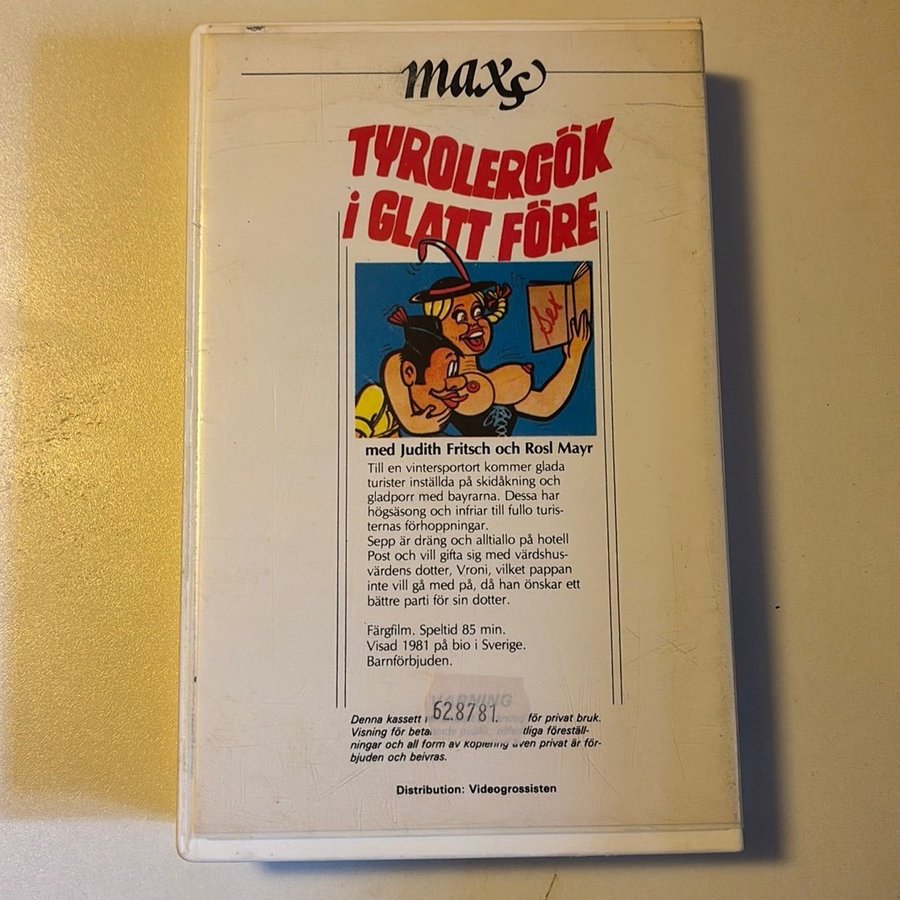 maxs
TYROLERGÖK
i GLATT FÖRE
Sex
med Judith Fritsch och Rosl Mayr
Till en vintersportort kommer glada
turister inställda på skidåkning och
gladporr med bayrarna. Dessa har
högsäsong och infriar till fullo turis-
ternas förhoppningar.
Sepp är dräng och alltiallo på hotell
Post och vill gifta sig med värdshus-
värdens dotter, Vroni, vilket pappan
inte vill gå med på, då han önskar ett
bättre parti för sin dotter.
Färgfilm. Speltid 85 min.
Visad 1981 på bio i Sverige.
Barnförbjuden.
VARNING
628781.
Denna kassett för privat bruk.
Visning för föreställ-
ningar och all form av kopiering även privat är för-
bjuden och beivras.
Distribution: Videogrossisten